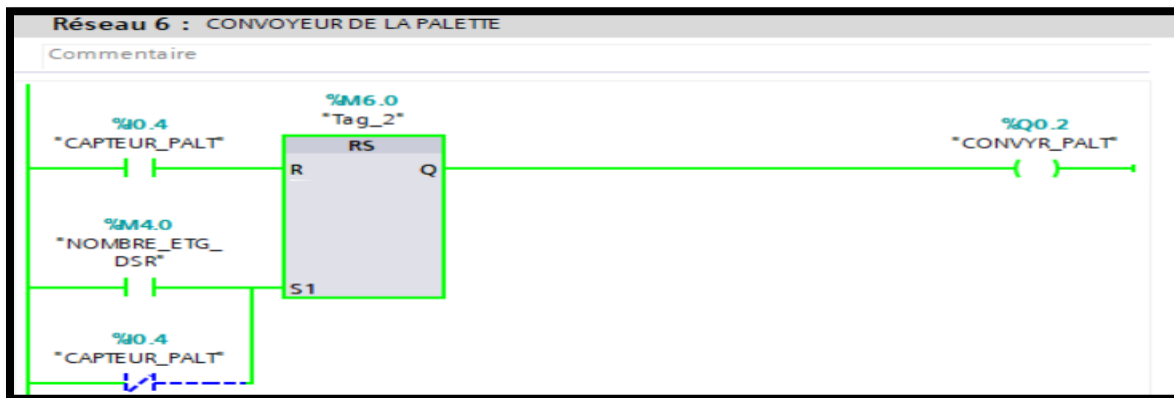 Réseau 6 : CONVOYEUR DE LA PALETTE
Commentaire
%I0.4
"CAPTEUR_PALT"
%M6.0
"Tag_2"
RS
R
Q
%Q0.2
"CONVYR_PALT"
%M4.0
"NOMBRE_ETG_
DSR"
S1
%I0.4
"CAPTEUR_PALT"